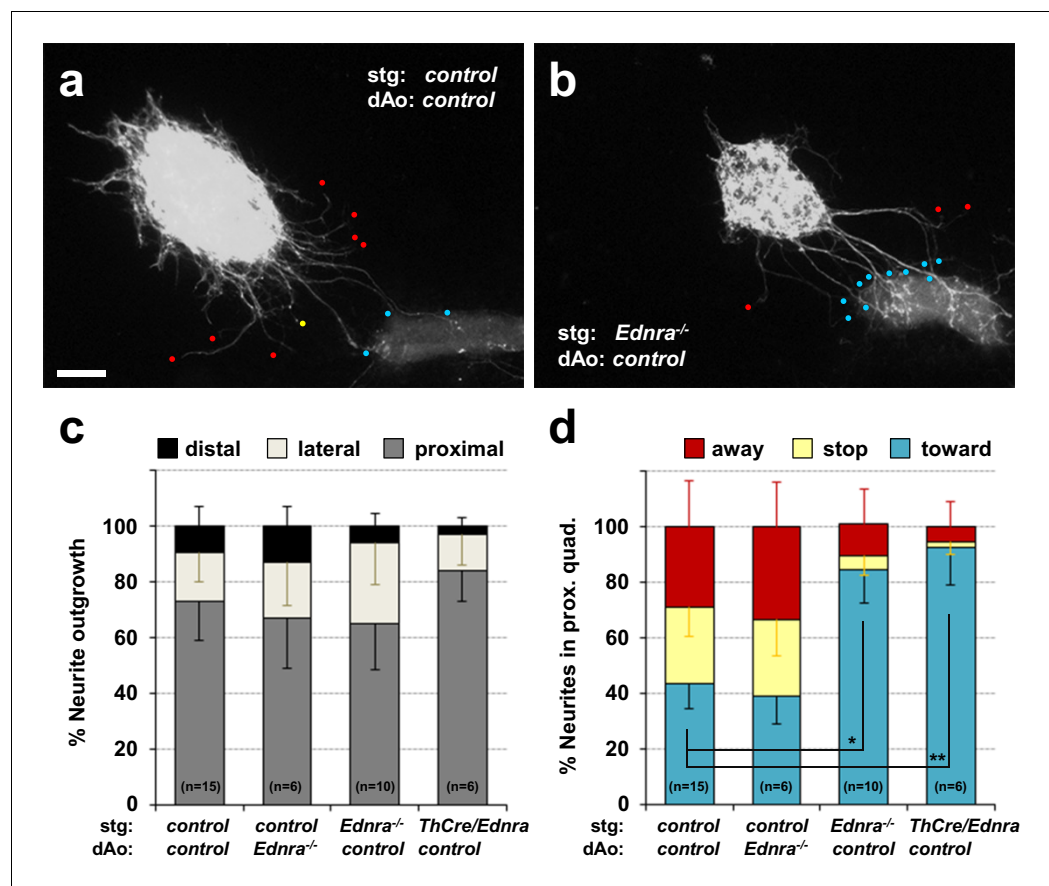 a
stg: control
dAo: control
b
stg: Ednra-/-
dAo: control
c
distal lateral proximal
% Neurite outgrowth
100
80
60
40
20
0
(n=15) (n=6) (n=10) (n=6)
stg: control control Ednra-/- ThCre/Ednra
dAo: control Ednra-/- control control
d
away stop toward
% Neurites in prox. quad.
100
80
60
40
20
0
*
**
(n=15) (n=6) (n=10) (n=6)
stg: control control Ednra-/- ThCre/Ednra
dAo: control Ednra-/- control control